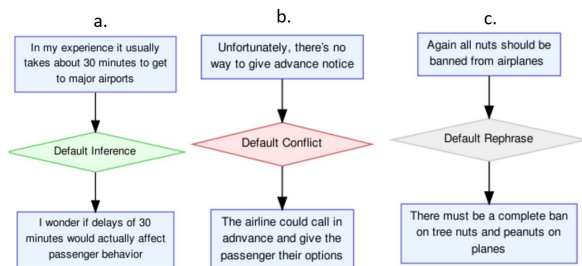 a.
In my experience it usually
takes about 30 minutes to get
to major airports
Default Inference
I wonder if delays of 30
minutes would actually affect
passenger behavior
b.
Unfortunately, there's no
way to give advance notice
Default Conflict
The airline could call in
adnvance and give the
passenger their options
c.
Again all nuts should be
banned from airplanes
Default Rephrase
There must be a complete ban
on tree nuts and peanuts on
planes